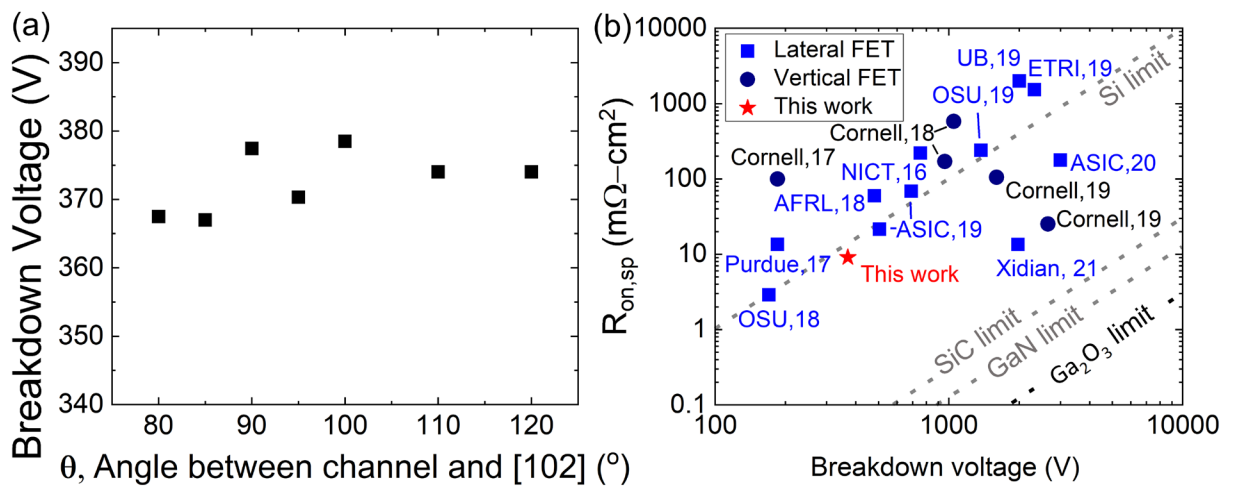 (a)
Breakdown Voltage (V)
390
380
370
360
350
340
80
90
100
110
120
θ, Angle between channel and [102] (º)
(b)
R_on,sp (mΩ−cm²)
10000
1000
100
10
1
0.1
Lateral FET
Vertical FET
This work
UB,19
ETRI,19
OSU,19
Si limit
Cornell,18
Cornell,17
NICT,16
ASIC,20
AFRL,18
Cornell,19
ASIC,19
Cornell,19
Purdue,17
This work
Xidian, 21
OSU,18
SiC limit
GaN limit
Ga₂O₃ limit
100
1000
10000
Breakdown voltage (V)